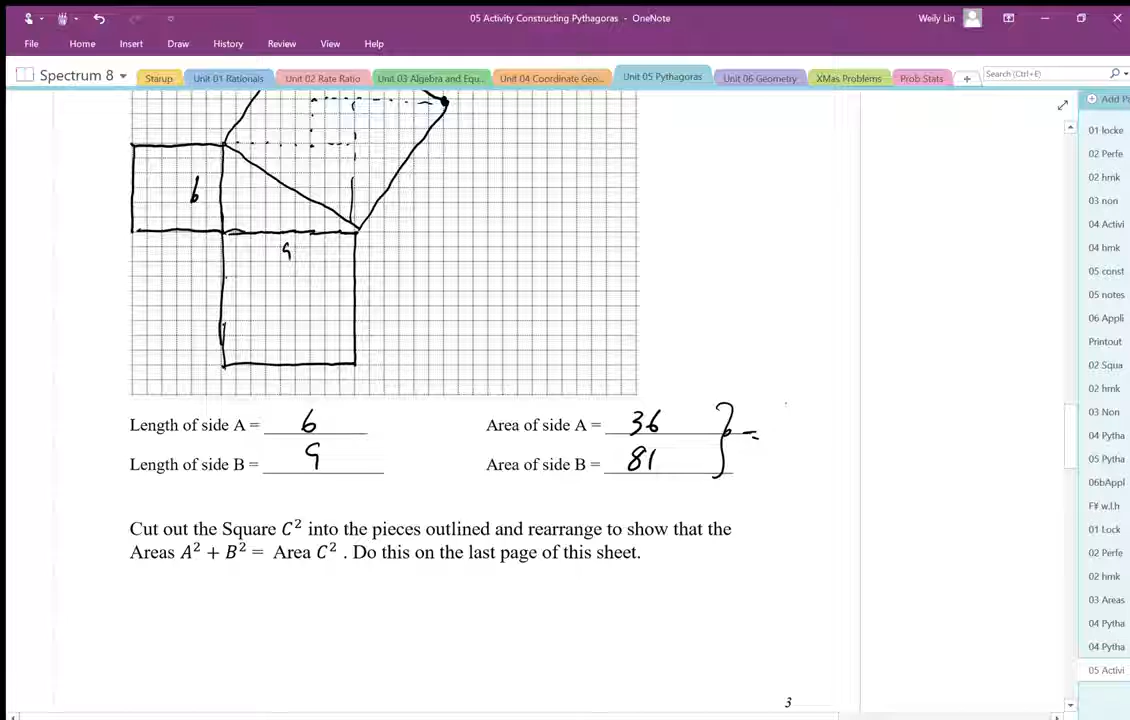 05 Activity Constructing Pythagoras - OneNote
Weily Lin
File Home Insert Draw History Review View Help
Spectrum 8
Starup
Unit 01 Rationals
Unit 02 Rate Ratio
Unit 03 Algebra and Equ...
Unit 04 Coordinate Geo...
Unit 05 Pythagoras
Unit 06 Geometry
XMas Problems
Prob Stats
Search (Ctrl+E)
Add P
01 locke
02 Perfe
02 hmk
03 non
04 Activi
04 hmk
05 const
05 notes
06 Appli
Printout
02 Squa
02 hmk
03 Non
04 Pytha
05 Pytha
06bAppl
F¥ w.l.h
01 Lock
02 Perfe
02 hmk
03 Areas
04 Pytha
04 Pytha
05 Activi
6
9
Length of side A = 6
Area of side A = 36
Length of side B = 9
Area of side B = 81
} =
Cut out the Square C² into the pieces outlined and rearrange to show that the
Areas A² + B² = Area C² . Do this on the last page of this sheet.
3